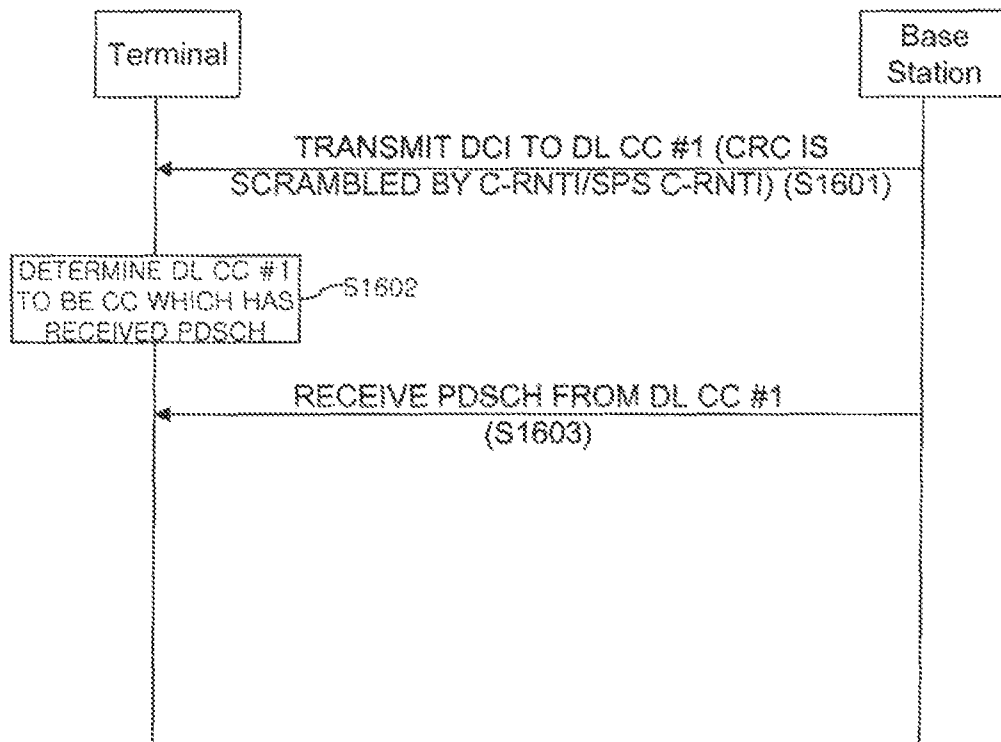 Terminal
Base
Station
TRANSMIT DCI TO DL CC #1 (CRC IS
SCRAMBLED BY C-RNTI/SPS C-RNTI) (S1601)
DETERMINE DL CC #1
TO BE CC WHICH HAS
RECEIVED PDSCH
S1602
RECEIVE PDSCH FROM DL CC #1
(S1603)